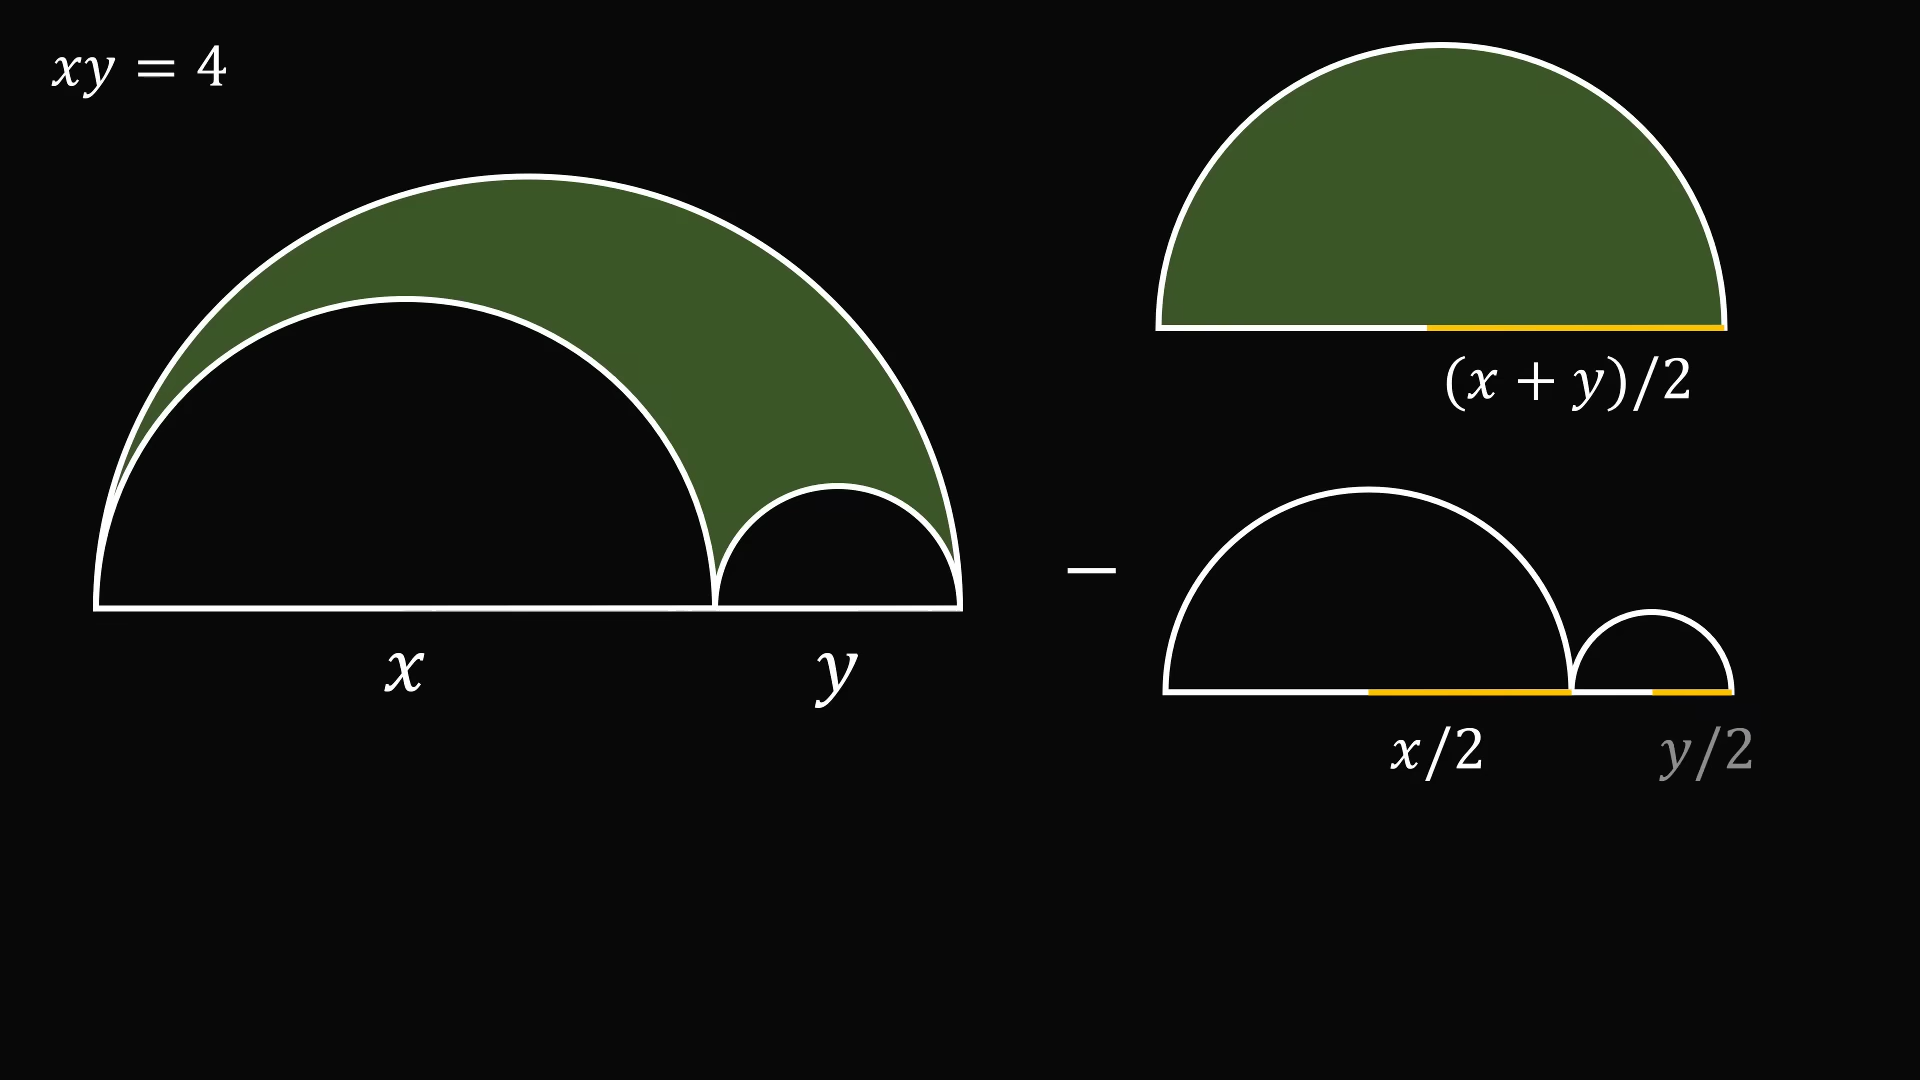 xy = 4
(x + y)/2
−
x
y
x/2
y/2